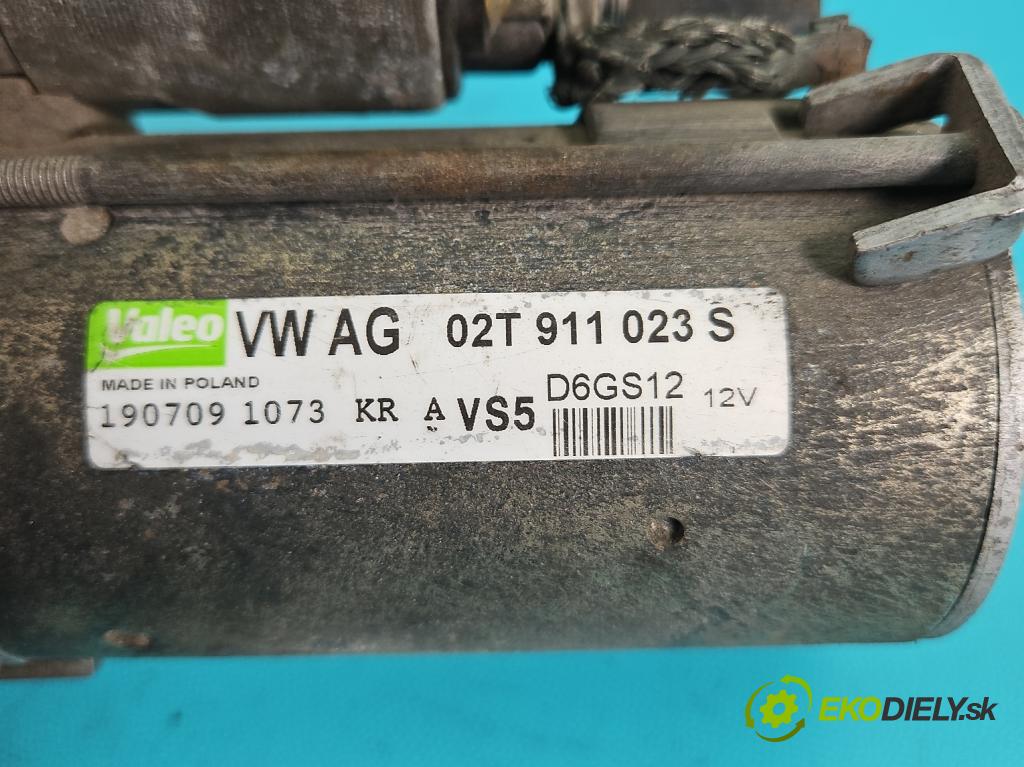 Valeo VW AG 02T 911 023 S
MADE IN POLAND
190709 1073 KR A VS5 D6GS12 12V
EKODIELY.sk